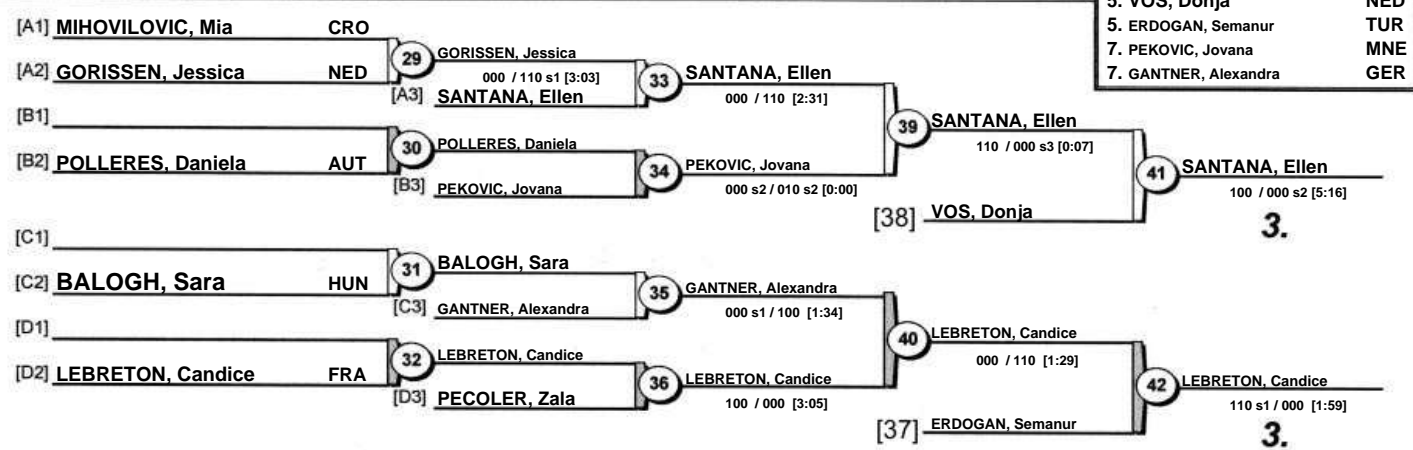 5. VOS, Donja NED
5. ERDOGAN, Semanur TUR
7. PEKOVIC, Jovana MNE
7. GANTNER, Alexandra GER
[A1] MIHOVILOVIC, Mia CRO
[A2] GORISSEN, Jessica NED
29
GORISSEN, Jessica
000 / 110 s1 [3:03]
[A3] SANTANA, Ellen
33
SANTANA, Ellen
000 / 110 [2:31]
[B1]
[B2] POLLERES, Daniela AUT
30
POLLERES, Daniela
[B3] PEKOVIC, Jovana
34
PEKOVIC, Jovana
000 s2 / 010 s2 [0:00]
39
SANTANA, Ellen
110 / 000 s3 [0:07]
[38] VOS, Donja
41
SANTANA, Ellen
100 / 000 s2 [5:16]
3.
[C1]
[C2] BALOGH, Sara HUN
31
BALOGH, Sara
[C3] GANTNER, Alexandra
35
GANTNER, Alexandra
000 s1 / 100 [1:34]
[D1]
[D2] LEBRETON, Candice FRA
32
LEBRETON, Candice
[D3] PECOLER, Zala
36
LEBRETON, Candice
100 / 000 [3:05]
40
LEBRETON, Candice
000 / 110 [1:29]
[37] ERDOGAN, Semanur
42
LEBRETON, Candice
110 s1 / 000 [1:59]
3.